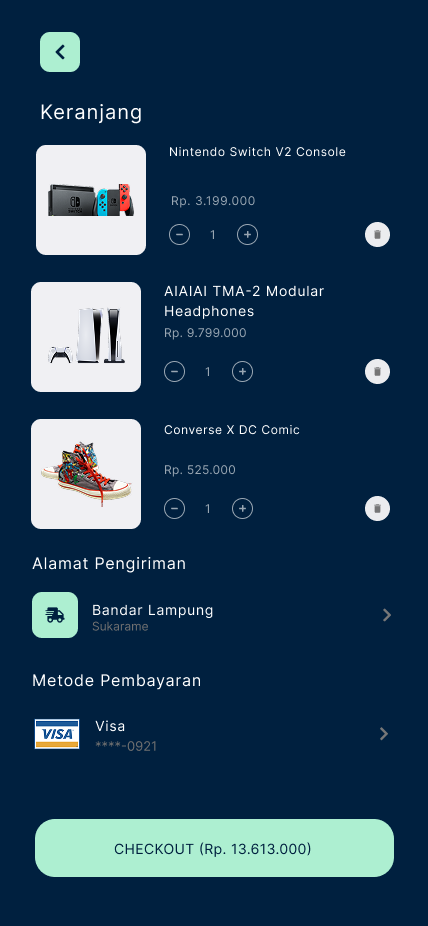 Keranjang
Nintendo Switch V2 Console
Rp. 3.199.000
1
AIAIAI TMA-2 Modular
Headphones
Rp. 9.799.000
1
Converse X DC Comic
Rp. 525.000
1
Alamat Pengiriman
Bandar Lampung
Sukarame
Metode Pembayaran
VISA
Visa
****-0921
CHECKOUT (Rp. 13.613.000)